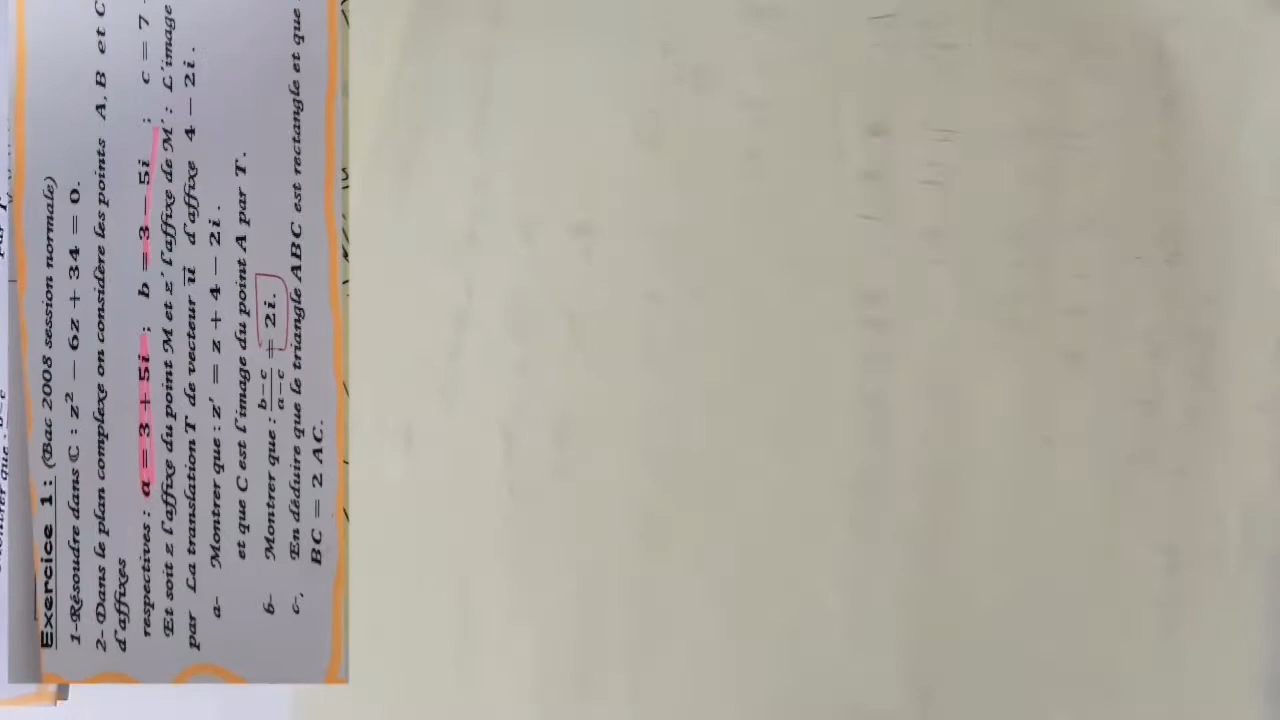 Exercice 1: (Bac 2008 session normale)
1-Résoudre dans ℂ : z² − 6z + 34 = 0.
2- Dans le plan complexe on considère les points A, B et C
d'affixes
respectives : a = 3 + 5i ; b = 3 − 5i ; c = 7
Et soit z l'affixe du point M et z' l'affixe de M' : L'image
par La translation T de vecteur u⃗ d'affixe 4 − 2i.
a- Montrer que : z' = z + 4 − 2i.
et que C est l'image du point A par T.
b- Montrer que : (b−c)/(a−c) = 2i.
c-, En déduire que le triangle ABC est rectangle et que
BC = 2 AC.